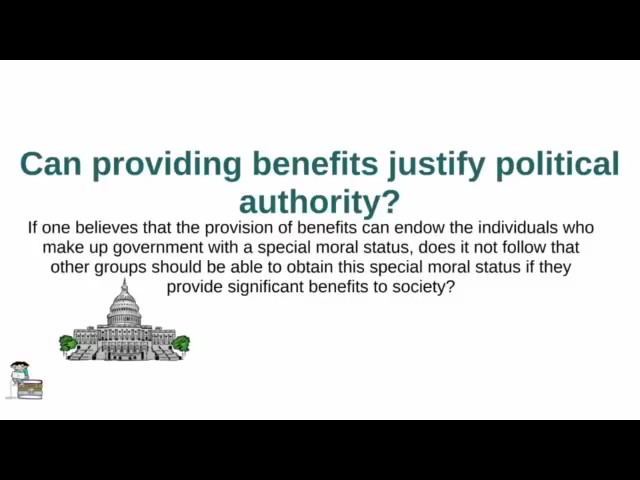 Can providing benefits justify political
authority?
If one believes that the provision of benefits can endow the individuals who
make up government with a special moral status, does it not follow that
other groups should be able to obtain this special moral status if they
provide significant benefits to society?